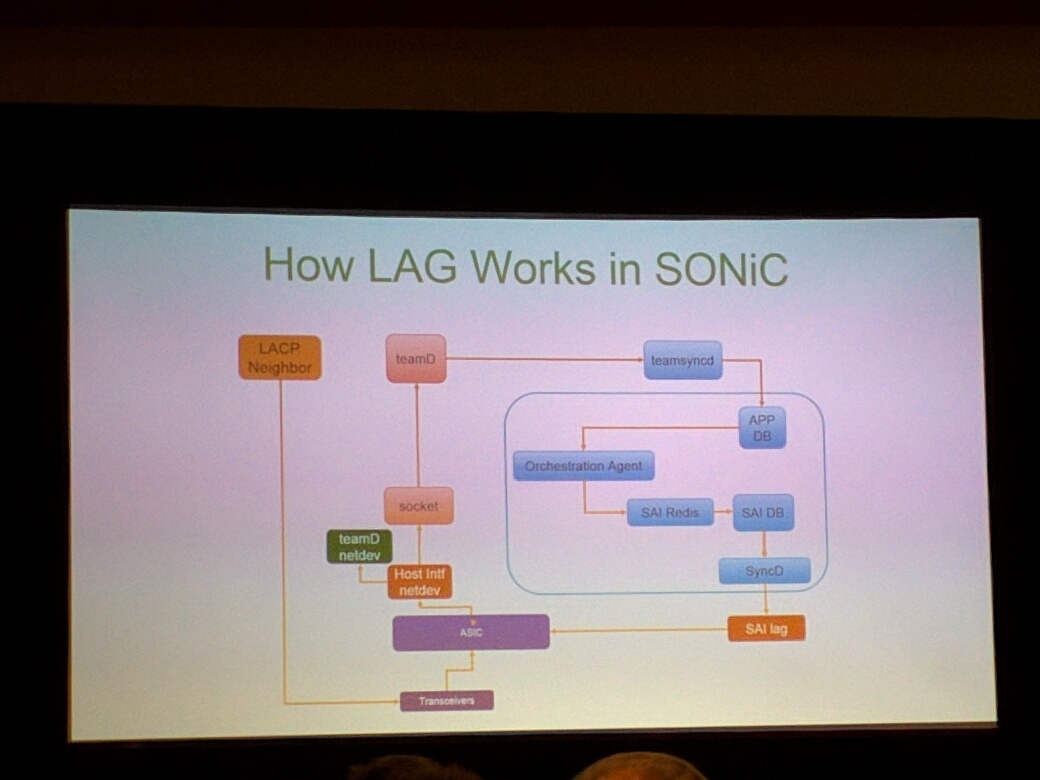 How LAG Works in SONiC
LACP
Neighbor
teamD
teamsyncd
APP
DB
Orchestration Agent
socket
SAI Redis
SAI DB
teamD
netdev
Host Intf
netdev
SyncD
ASIC
SAI lag
Transceivers